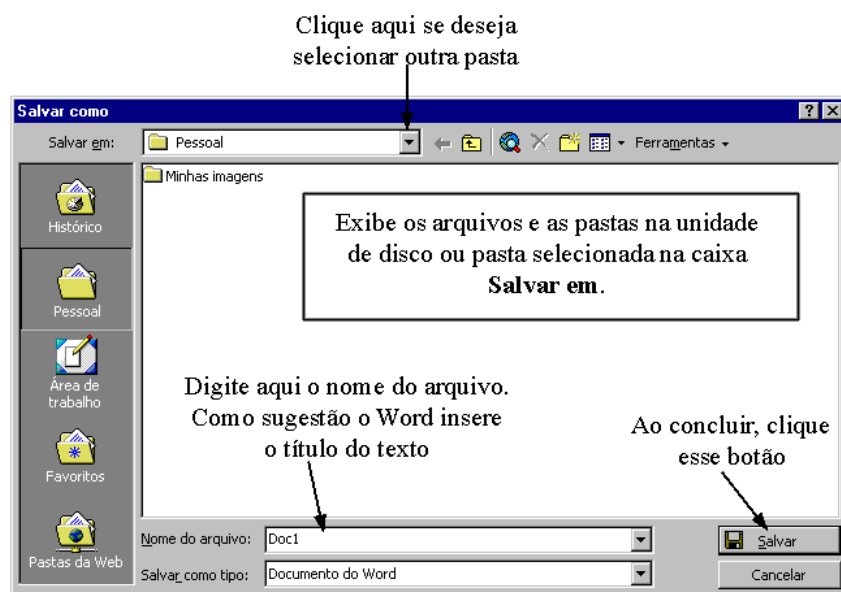 Clique aqui se deseja
selecionar outra pasta
Salvar como
Salvar em:
Pessoal
Ferramentas
Histórico
Pessoal
Área de
trabalho
Favoritos
Pastas da Web
Minhas imagens
Exibe os arquivos e as pastas na unidade
de disco ou pasta selecionada na caixa
Salvar em.
Digite aqui o nome do arquivo.
Como sugestão o Word insere
o título do texto
Ao concluir, clique
esse botão
Nome do arquivo:
Doc1
Salvar
Salvar como tipo:
Documento do Word
Cancelar